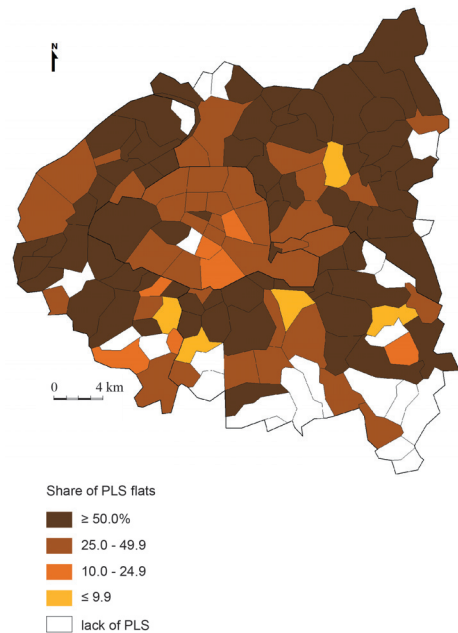 N
0 4 km
Share of PLS flats
≥ 50.0%
25.0 - 49.9
10.0 - 24.9
≤ 9.9
lack of PLS